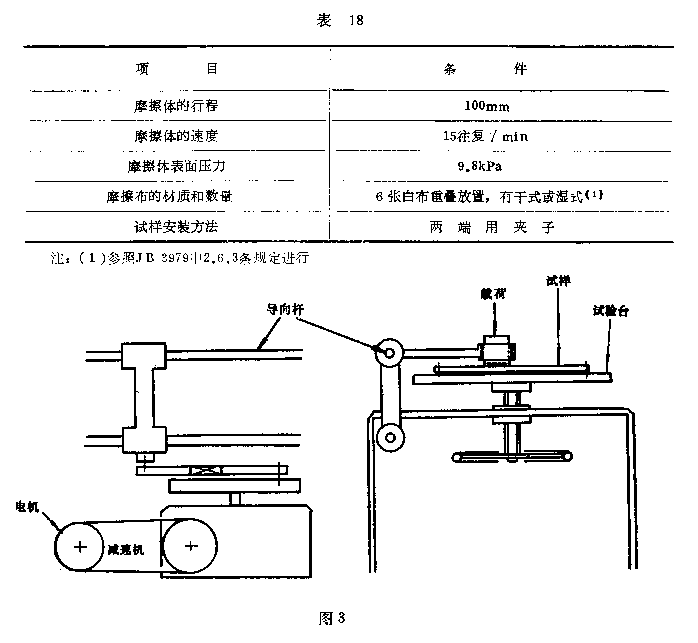 表 18
项 目 条 件
摩擦体的行程 100mm
摩擦体的速度 15往复 / min
摩擦体表面压力 9.8kPa
摩擦布的材质和数量 6 张白布重叠放置，有干式或湿式(1)
试样安装方法 两 端 用 夹 子
注：(1)参照JB 3979中2.6.3条规定进行
导向杆
载荷
试样
试验台
电机
减速机
图 3